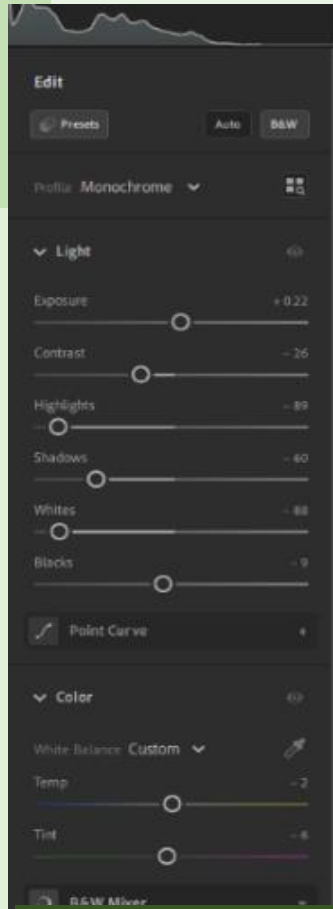 Edit
Presets Auto B&W
Profile Monochrome
Light
Exposure + 0.22
Contrast - 26
Highlights - 89
Shadows - 60
Whites - 88
Blacks - 9
Point Curve
Color
White Balance Custom
Temp - 2
Tint - 6
B&W Mixer